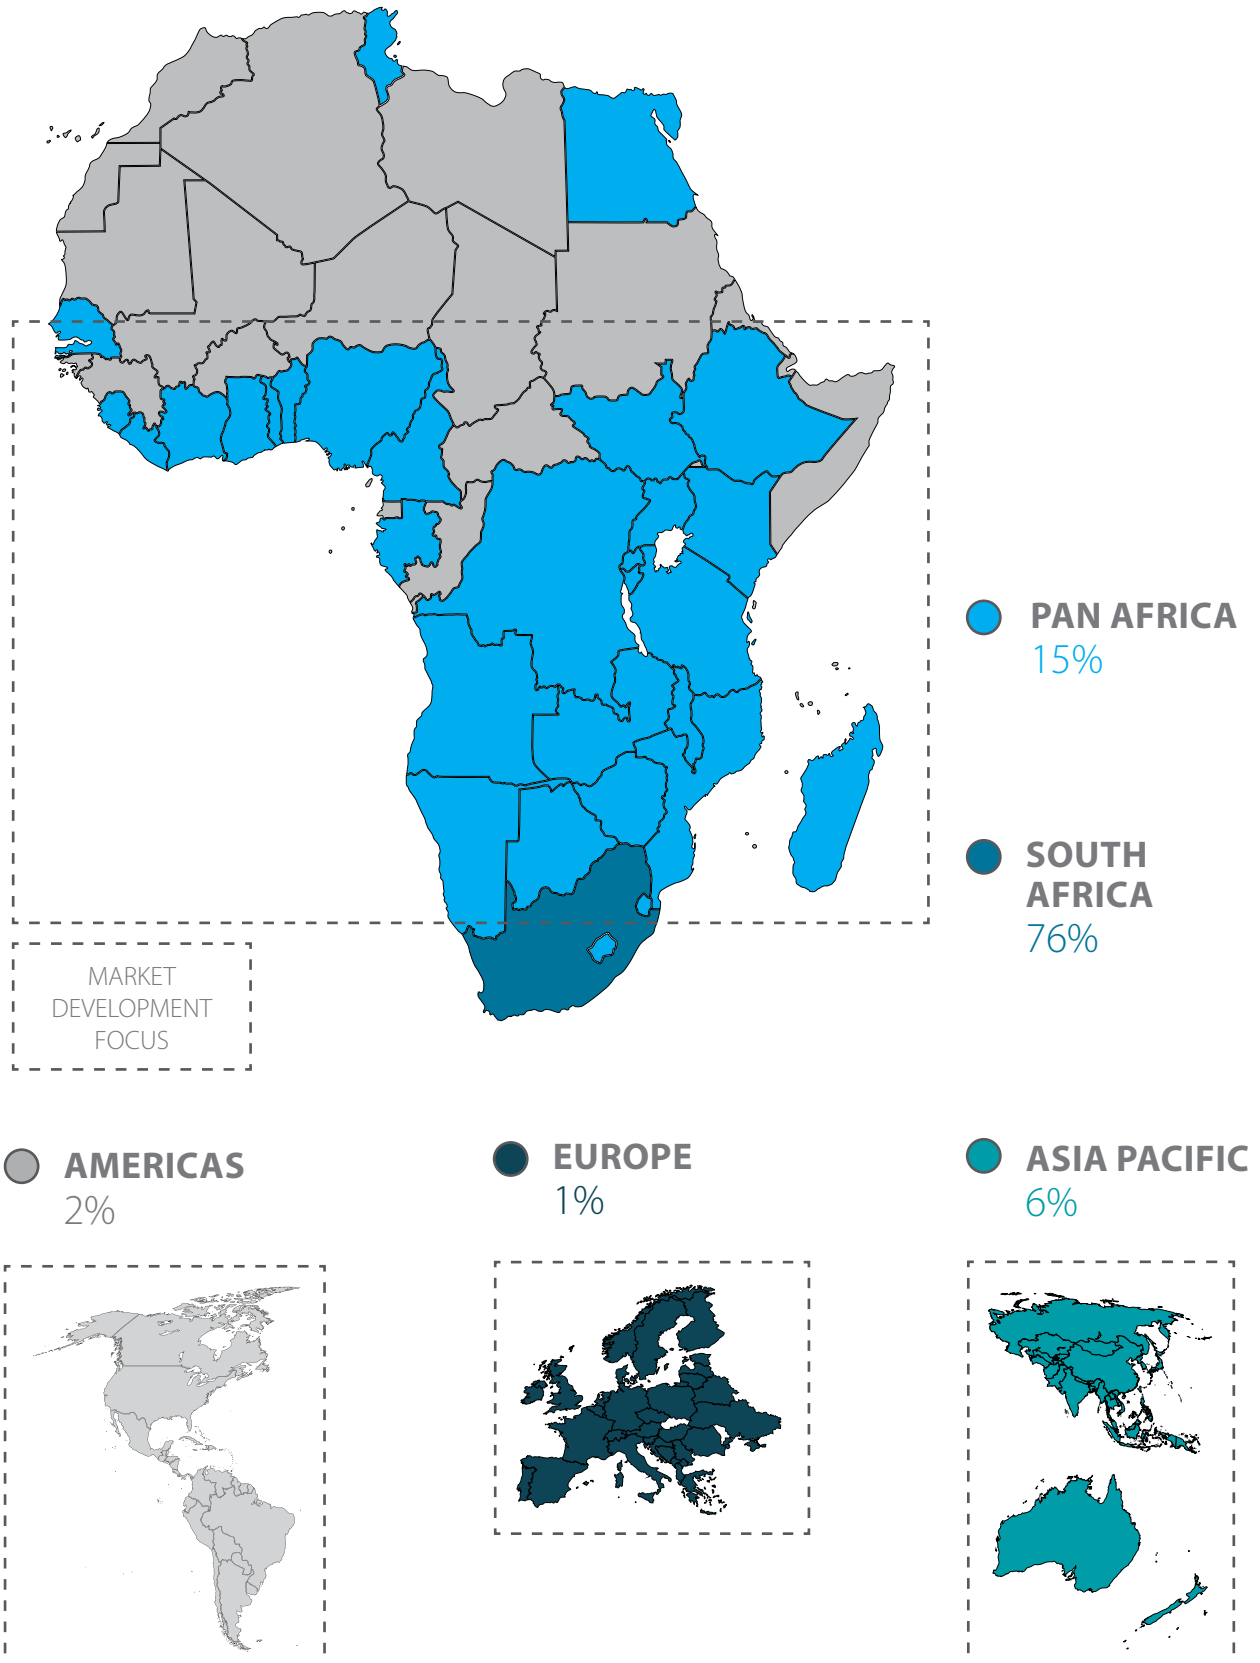 PAN AFRICA
15%
SOUTH
AFRICA
76%
MARKET
DEVELOPMENT
FOCUS
AMERICAS
2%
EUROPE
1%
ASIA PACIFIC
6%